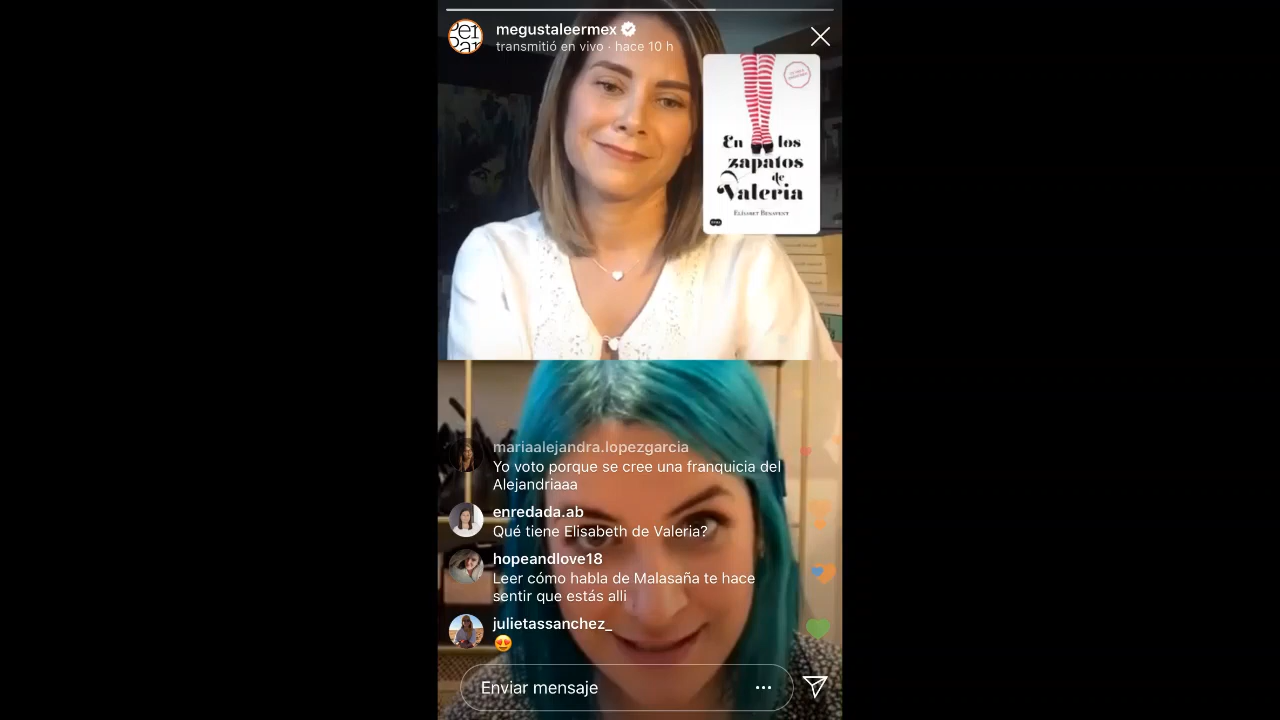 megustaleermex
transmitió en vivo · hace 10 h
En los
zapatos
de
Valeria
ELÍSABET BENAVENT
mariaalejandra.lopezgarcia
Yo voto porque se cree una franquicia del
Alejandriaaa
enredada.ab
Qué tiene Elisabeth de Valeria?
hopeandlove18
Leer cómo habla de Malasaña te hace
sentir que estás alli
julietassanchez_
😍
Enviar mensaje